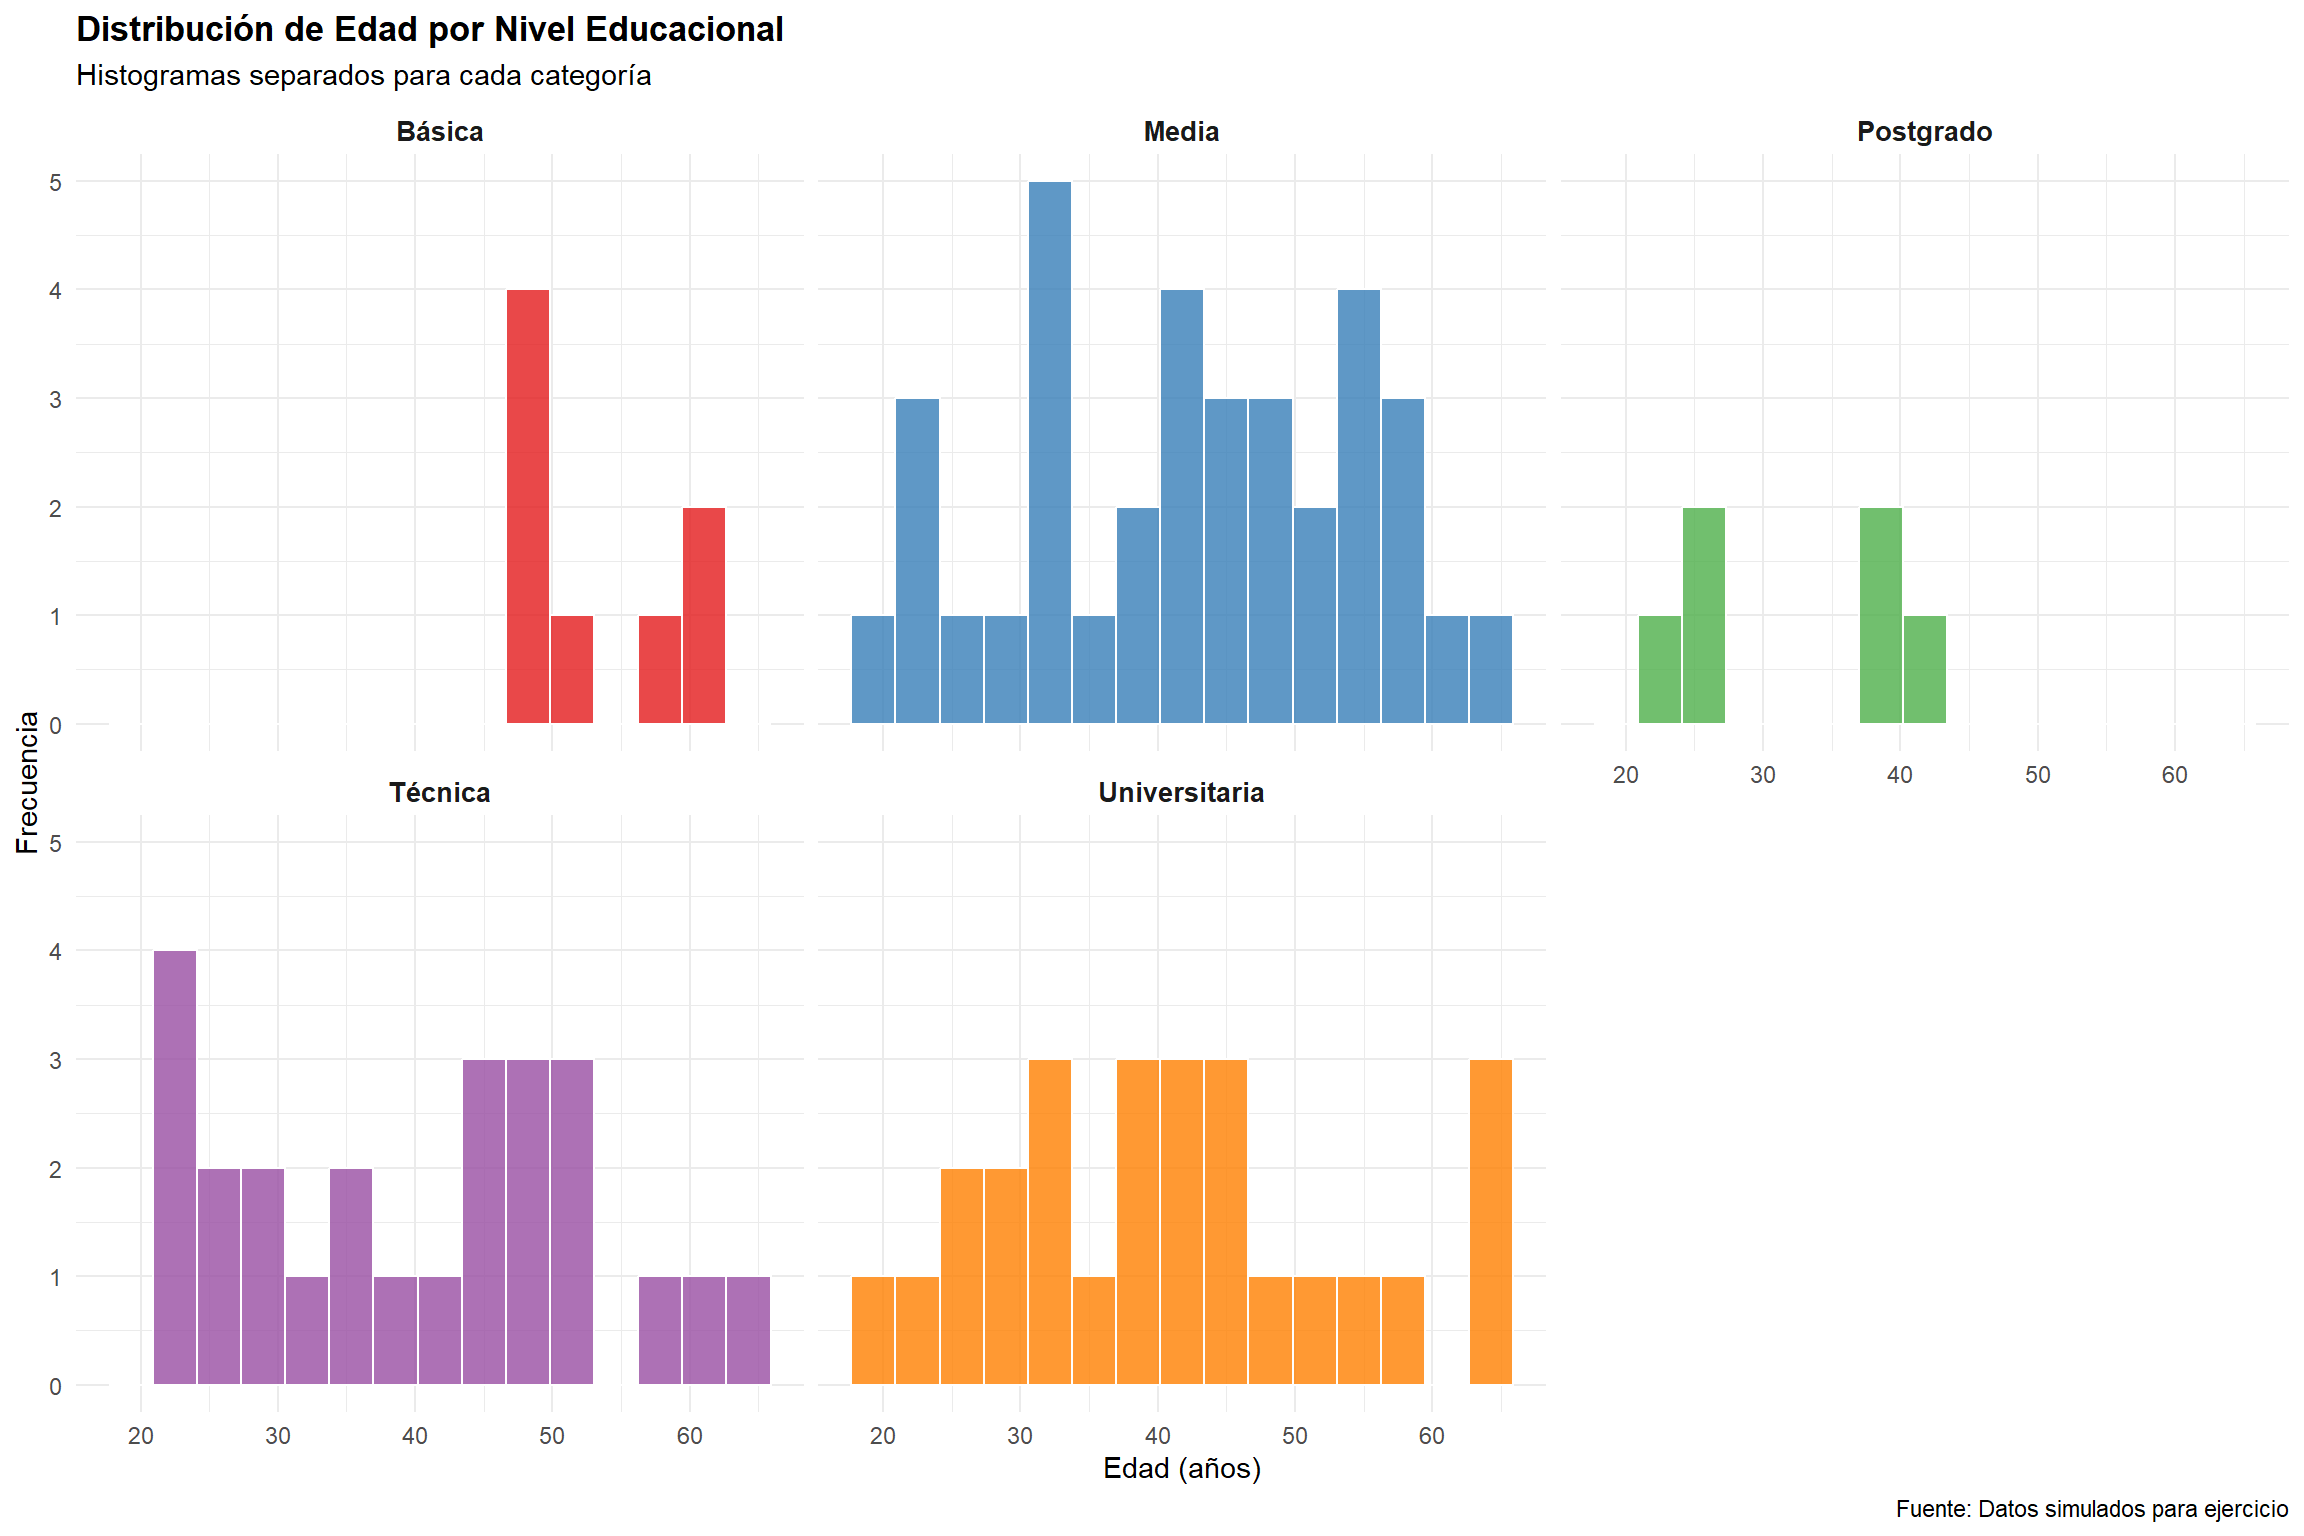 Distribución de Edad por Nivel Educacional
Histogramas separados para cada categoría
Básica
Media
Postgrado
5
4
3
2
1
0
20 30 40 50 60
Frecuencia
Técnica
Universitaria
5
4
3
2
1
0
20 30 40 50 60
20 30 40 50 60
Edad (años)
Fuente: Datos simulados para ejercicio